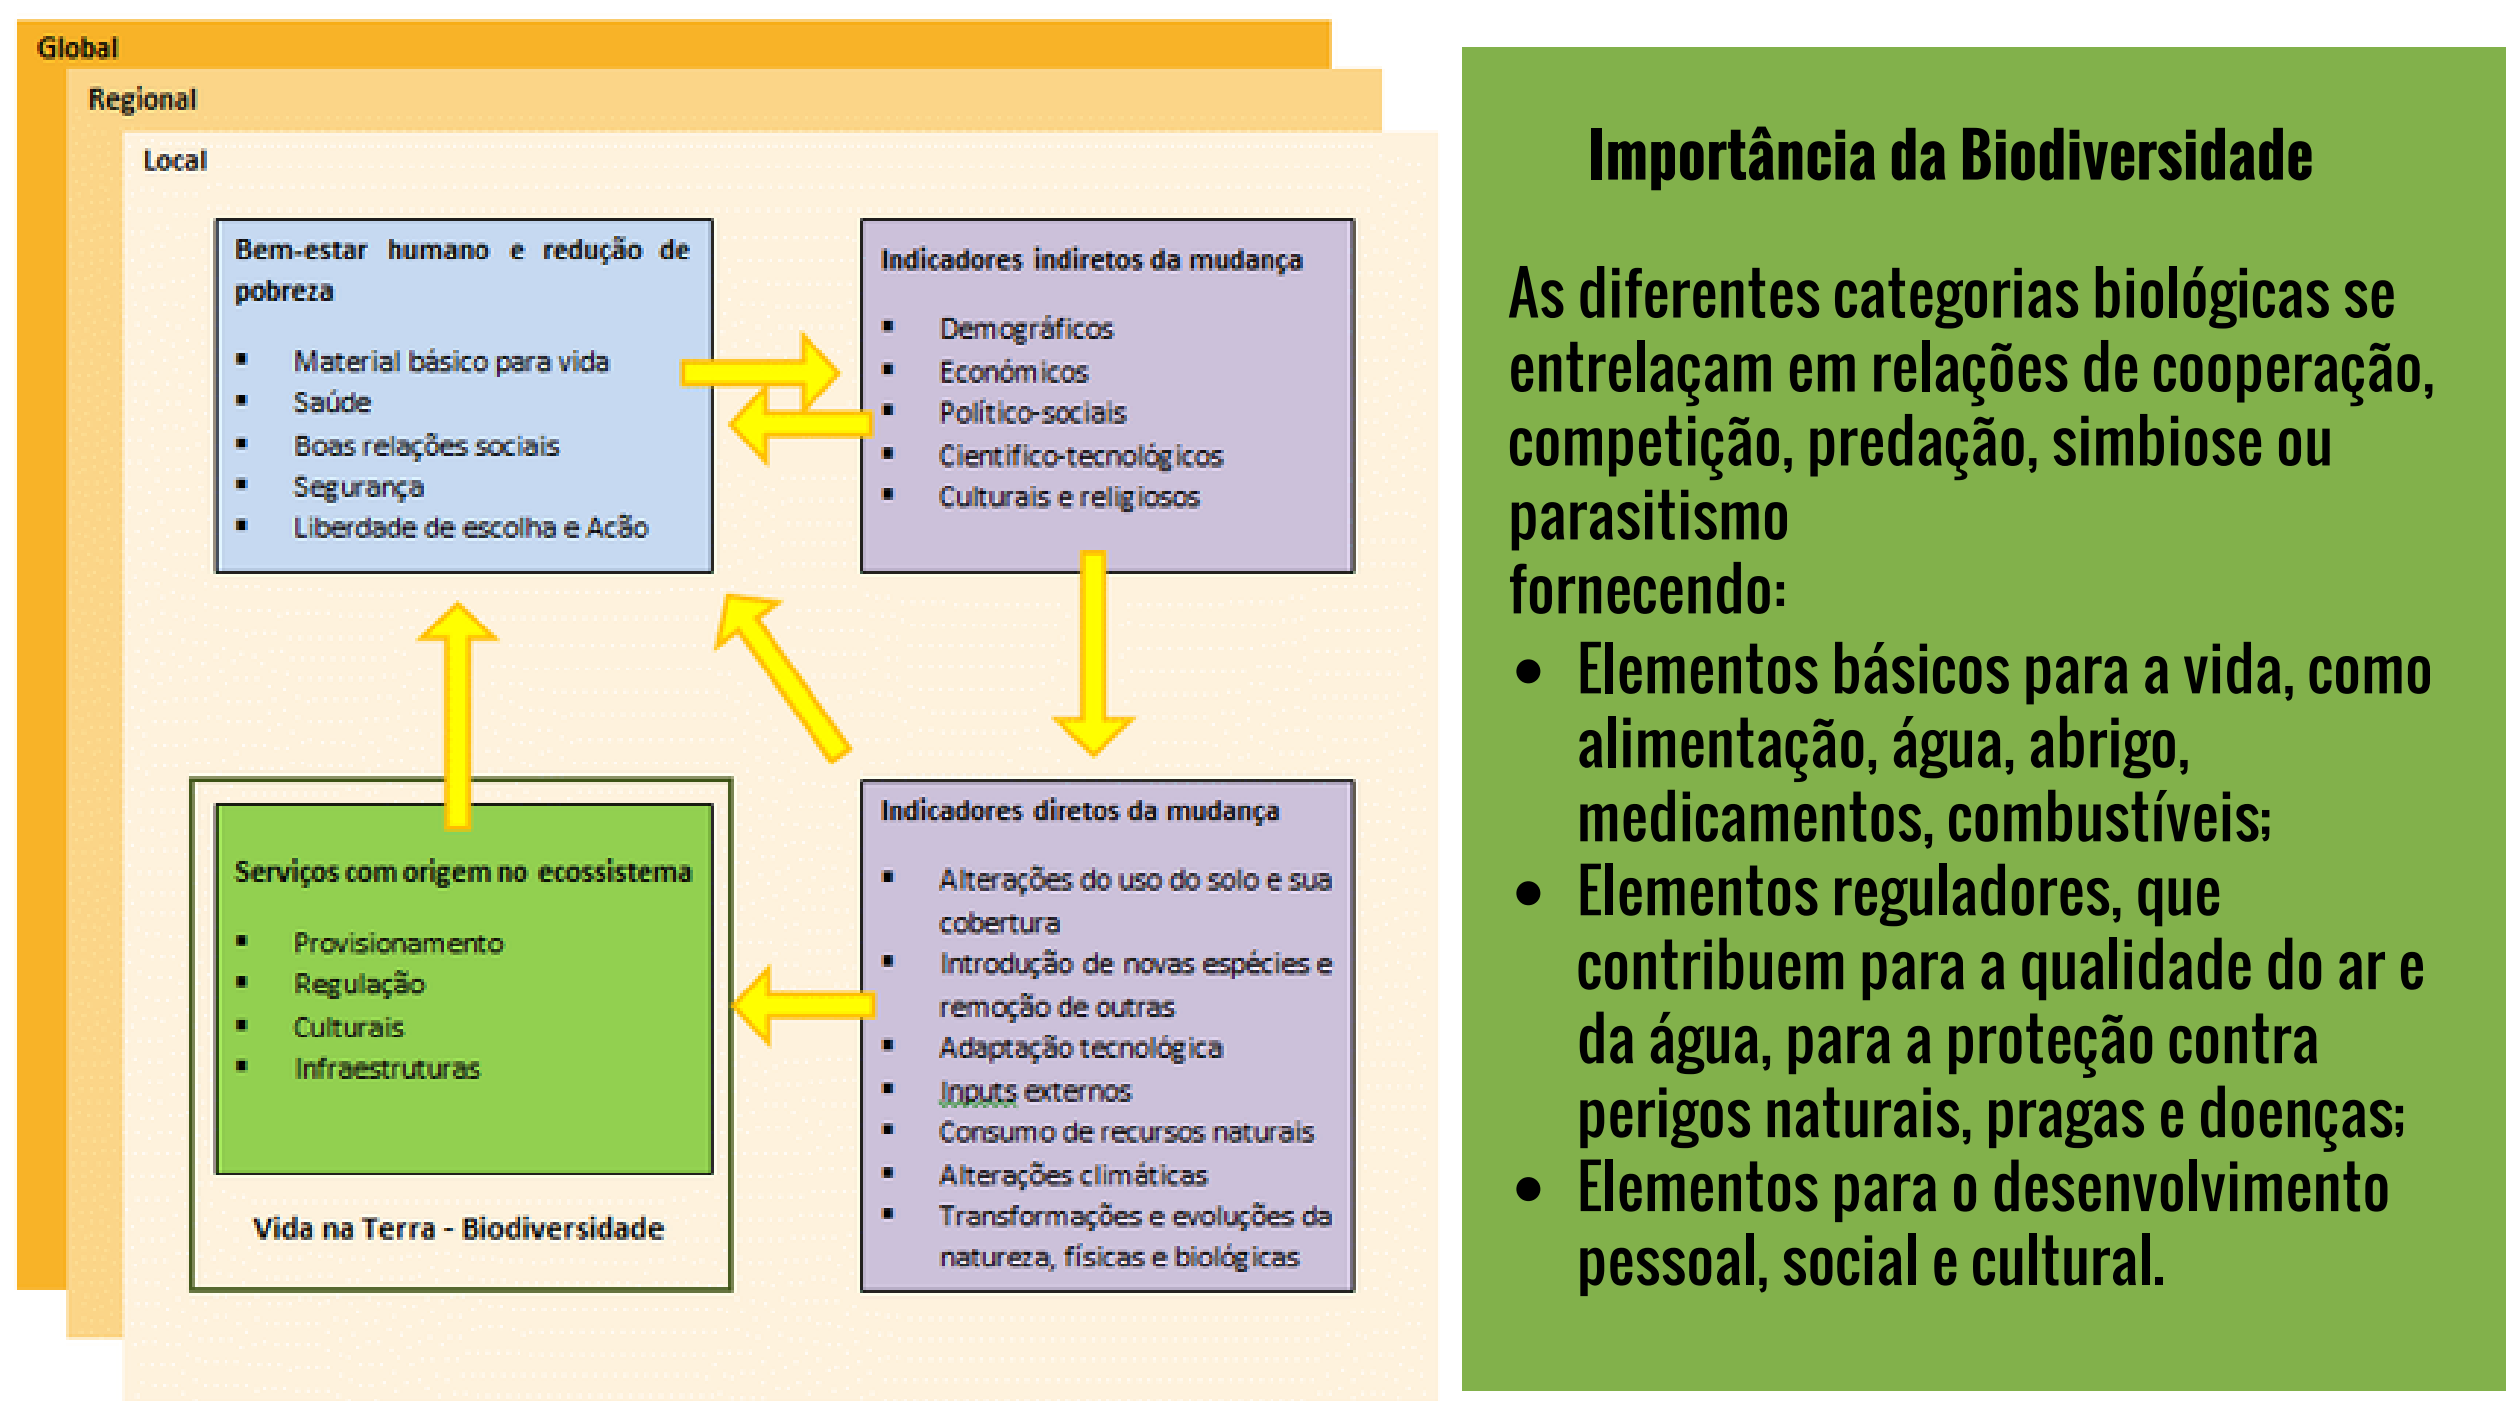 Global
Regional
Local
Bem-estar humano e redução de
pobreza
▪ Material básico para vida
▪ Saúde
▪ Boas relações sociais
▪ Segurança
▪ Liberdade de escolha e Acão
Indicadores indiretos da mudança
▪ Demográficos
▪ Económicos
▪ Político-sociais
▪ Cientifico-tecnológicos
▪ Culturais e religiosos
Serviços com origem no ecossistema
▪ Provisionamento
▪ Regulação
▪ Culturais
▪ Infraestruturas
Vida na Terra - Biodiversidade
Indicadores diretos da mudança
▪ Alterações do uso do solo e sua
cobertura
▪ Introdução de novas espécies e
remoção de outras
▪ Adaptação tecnológica
▪ Inputs externos
▪ Consumo de recursos naturais
▪ Alterações climáticas
▪ Transformações e evoluções da
natureza, físicas e biológicas
Importância da Biodiversidade
As diferentes categorias biológicas se
entrelaçam em relações de cooperação,
competição, predação, simbiose ou
parasitismo
fornecendo:
• Elementos básicos para a vida, como
alimentação, água, abrigo,
medicamentos, combustíveis;
• Elementos reguladores, que
contribuem para a qualidade do ar e
da água, para a proteção contra
perigos naturais, pragas e doenças;
• Elementos para o desenvolvimento
pessoal, social e cultural.